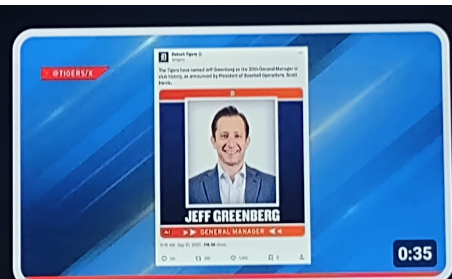 @TIGERS/X
Detroit Tigers
@tigers
The Tigers have named Jeff Greenberg as the 20th General Manager in
club history, as announced by President of Baseball Operations, Scott
Harris.
JEFF GREENBERG
GENERAL MANAGER
0:35